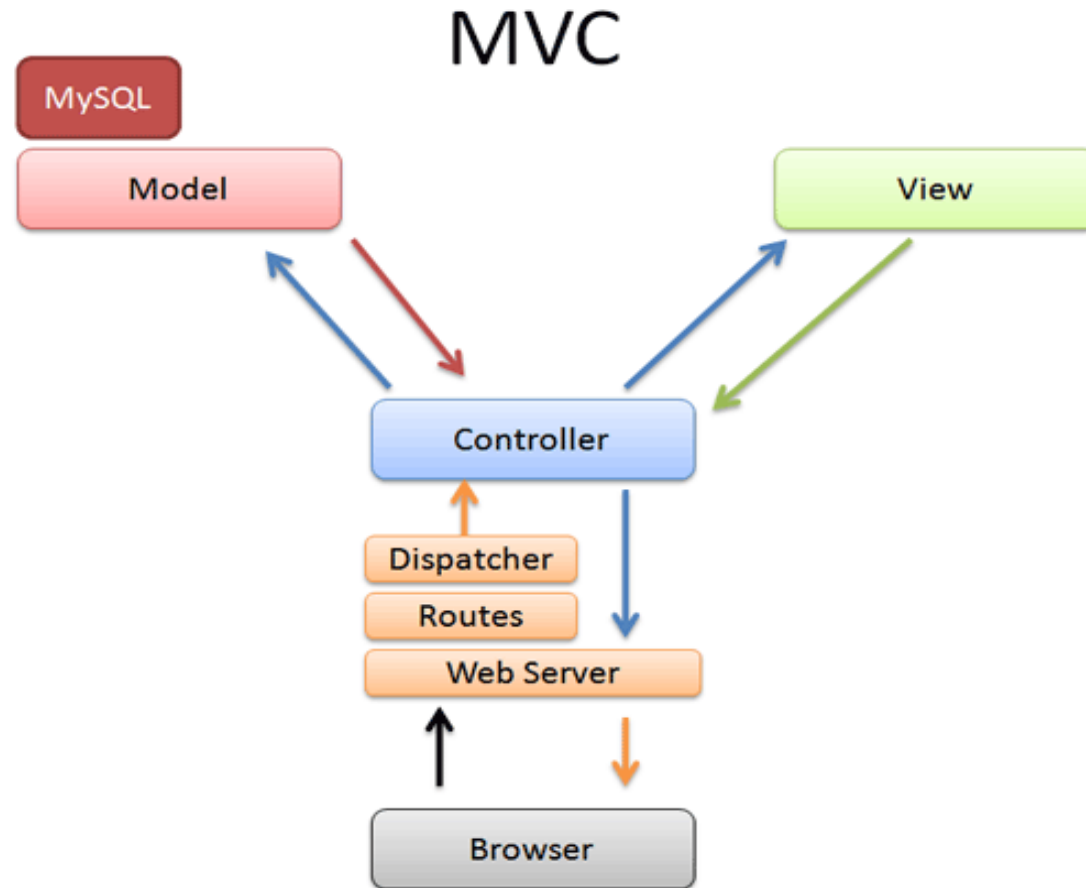 MVC
MySQL
Model
View
Controller
Dispatcher
Routes
Web Server
Browser